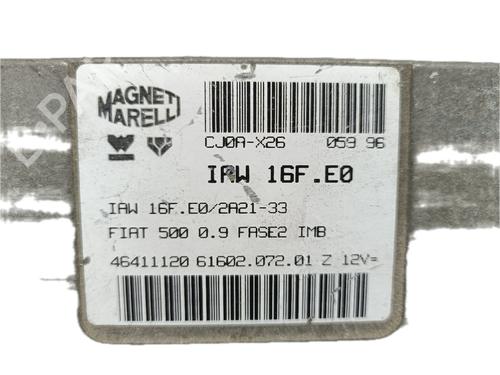 MAGNETI
MARELLI
CJ0A-X26 059 96
IAW 16F.E0
IAW 16F.E0/2A21-33
FIAT 500 0.9 FASE2 IMB
46411120 61602.072.01 Z 12V=